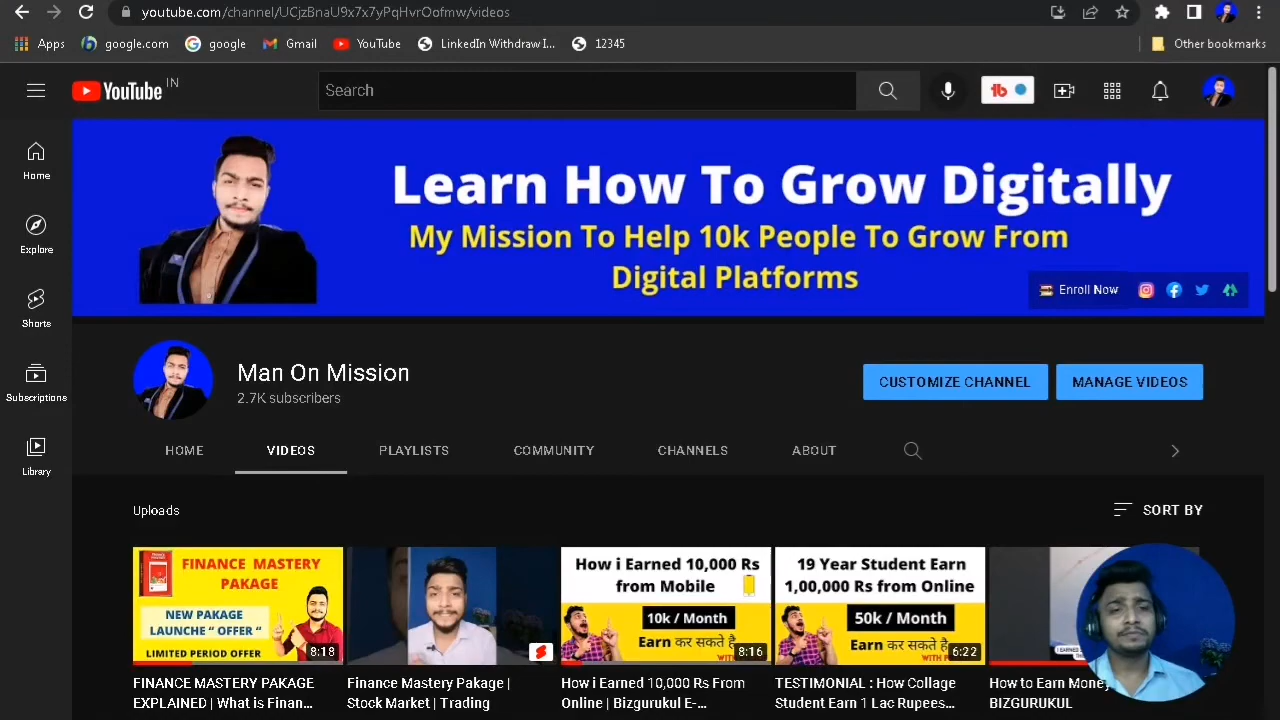 youtube.com/channel/UCjzBnaU9x7x7yPqHvrOofmw/videos
Apps google.com google Gmail YouTube LinkedIn Withdraw I... 12345 Other bookmarks
YouTube IN
Search
tb
Home
Explore
Shorts
Subscriptions
Library
Learn How To Grow Digitally
My Mission To Help 10k People To Grow From
Digital Platforms
Enroll Now
Man On Mission
2.7K subscribers
CUSTOMIZE CHANNEL
MANAGE VIDEOS
HOME VIDEOS PLAYLISTS COMMUNITY CHANNELS ABOUT
Uploads
SORT BY
FINANCE MASTERY
PAKAGE
NEW PAKAGE
LAUNCHE “ OFFER “
LIMITED PERIOD OFFER
8:18
FINANCE MASTERY PAKAGE
EXPLAINED | What is Finan...
Finance Mastery Pakage |
Stock Market | Trading
How i Earned 10,000 Rs
from Mobile
10k / Month
Earn कर सकते है
8:16
How i Earned 10,000 Rs From
Online | Bizgurukul E-...
19 Year Student Earn
1,00,000 Rs from Online
50k / Month
Earn कर सकते है
6:22
TESTIMONIAL : How Collage
Student Earn 1 Lac Rupees...
How to Earn Money
BIZGURUKUL